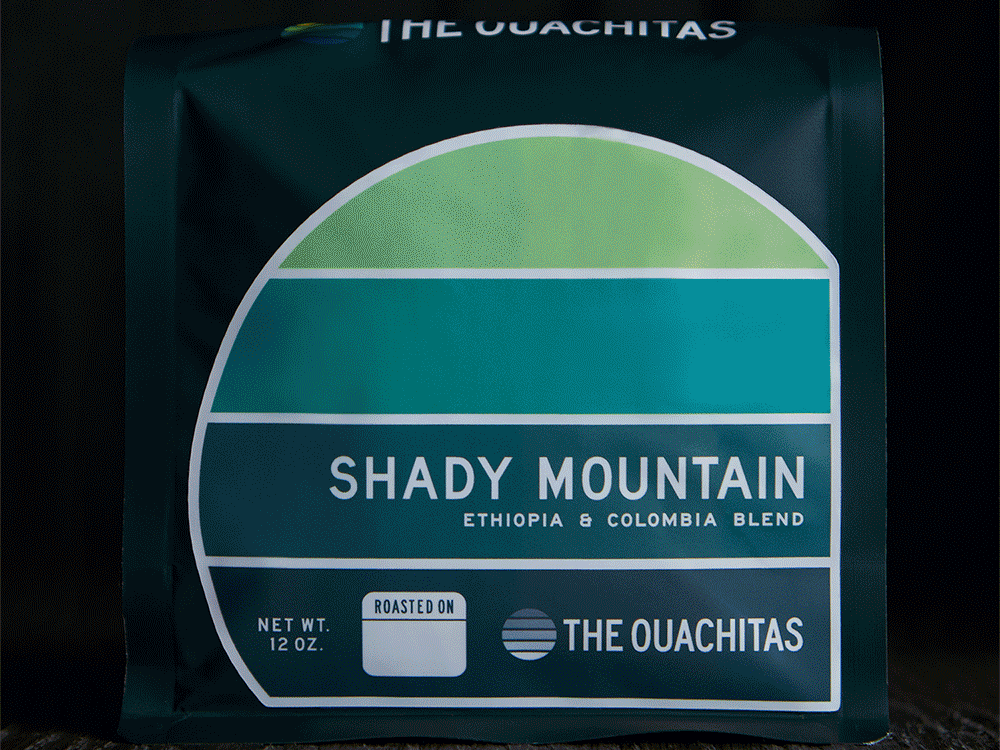 THE OUACHITAS
SHADY MOUNTAIN
ETHIOPIA & COLOMBIA BLEND
NET WT.
12 OZ.
ROASTED ON
THE OUACHITAS